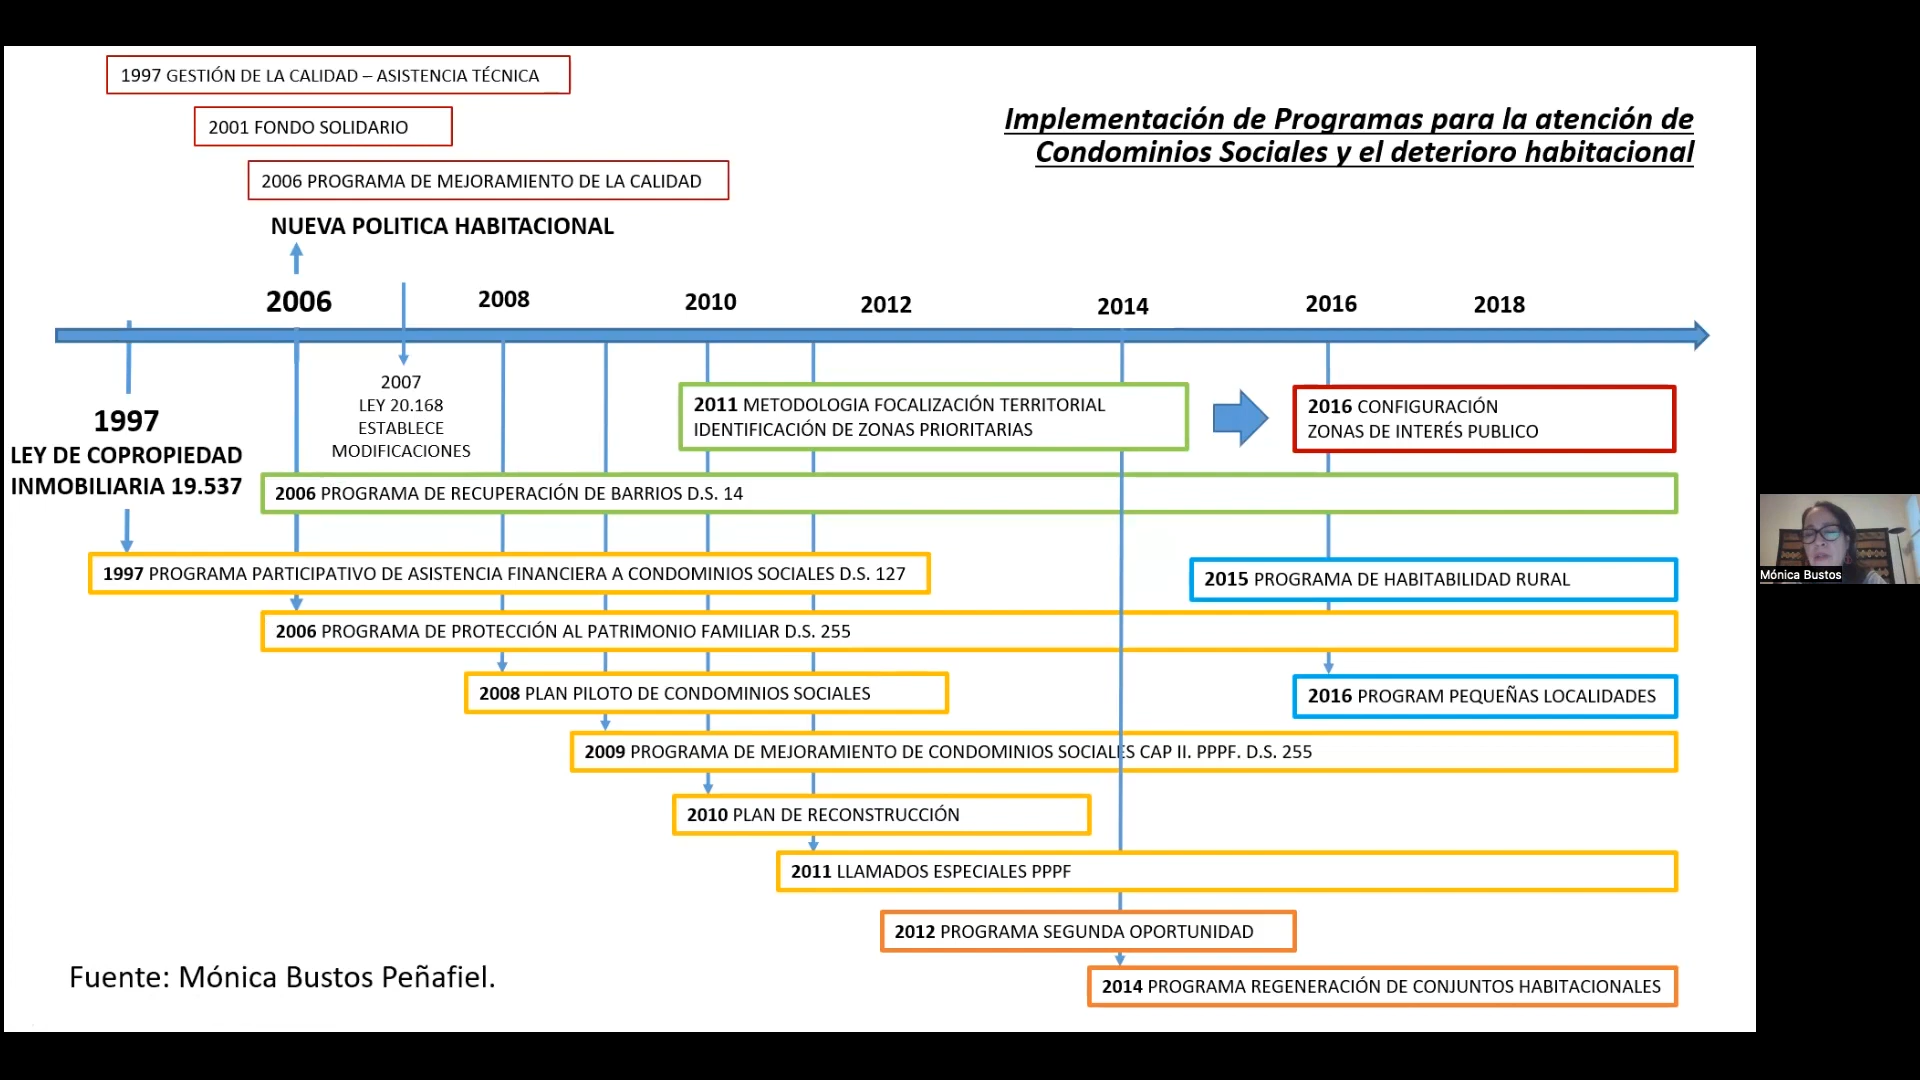 1997 GESTIÓN DE LA CALIDAD – ASISTENCIA TÉCNICA
2001 FONDO SOLIDARIO
2006 PROGRAMA DE MEJORAMIENTO DE LA CALIDAD
NUEVA POLITICA HABITACIONAL
Implementación de Programas para la atención de
Condominios Sociales y el deterioro habitacional
2006
2008
2010
2012
2014
2016
2018
1997
LEY DE COPROPIEDAD
INMOBILIARIA 19.537
2007
LEY 20.168
ESTABLECE
MODIFICACIONES
2011 METODOLOGIA FOCALIZACIÓN TERRITORIAL
IDENTIFICACIÓN DE ZONAS PRIORITARIAS
2016 CONFIGURACIÓN
ZONAS DE INTERÉS PUBLICO
2006 PROGRAMA DE RECUPERACIÓN DE BARRIOS D.S. 14
1997 PROGRAMA PARTICIPATIVO DE ASISTENCIA FINANCIERA A CONDOMINIOS SOCIALES D.S. 127
2015 PROGRAMA DE HABITABILIDAD RURAL
2006 PROGRAMA DE PROTECCIÓN AL PATRIMONIO FAMILIAR D.S. 255
2008 PLAN PILOTO DE CONDOMINIOS SOCIALES
2016 PROGRAM PEQUEÑAS LOCALIDADES
2009 PROGRAMA DE MEJORAMIENTO DE CONDOMINIOS SOCIALES CAP II. PPPF. D.S. 255
2010 PLAN DE RECONSTRUCCIÓN
2011 LLAMADOS ESPECIALES PPPF
2012 PROGRAMA SEGUNDA OPORTUNIDAD
2014 PROGRAMA REGENERACIÓN DE CONJUNTOS HABITACIONALES
Fuente: Mónica Bustos Peñafiel.
Mónica Bustos